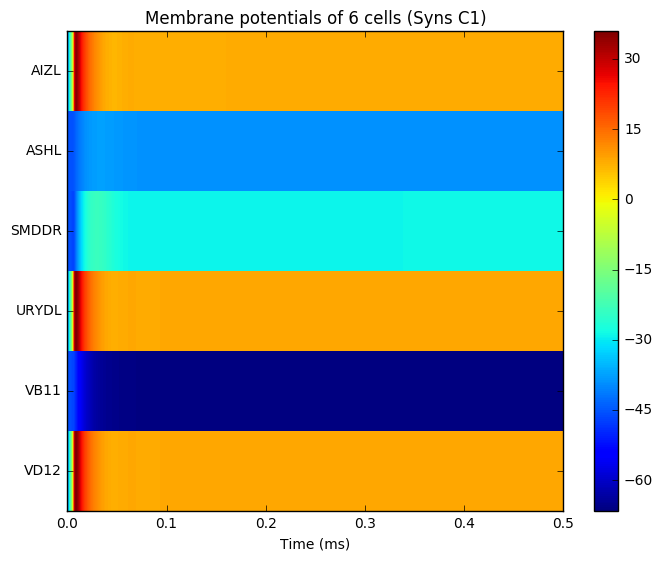 Membrane potentials of 6 cells (Syns C1)
AIZL
ASHL
SMDDR
URYDL
VB11
VD12
0.0 0.1 0.2 0.3 0.4 0.5
Time (ms)
30
15
0
−15
−30
−45
−60